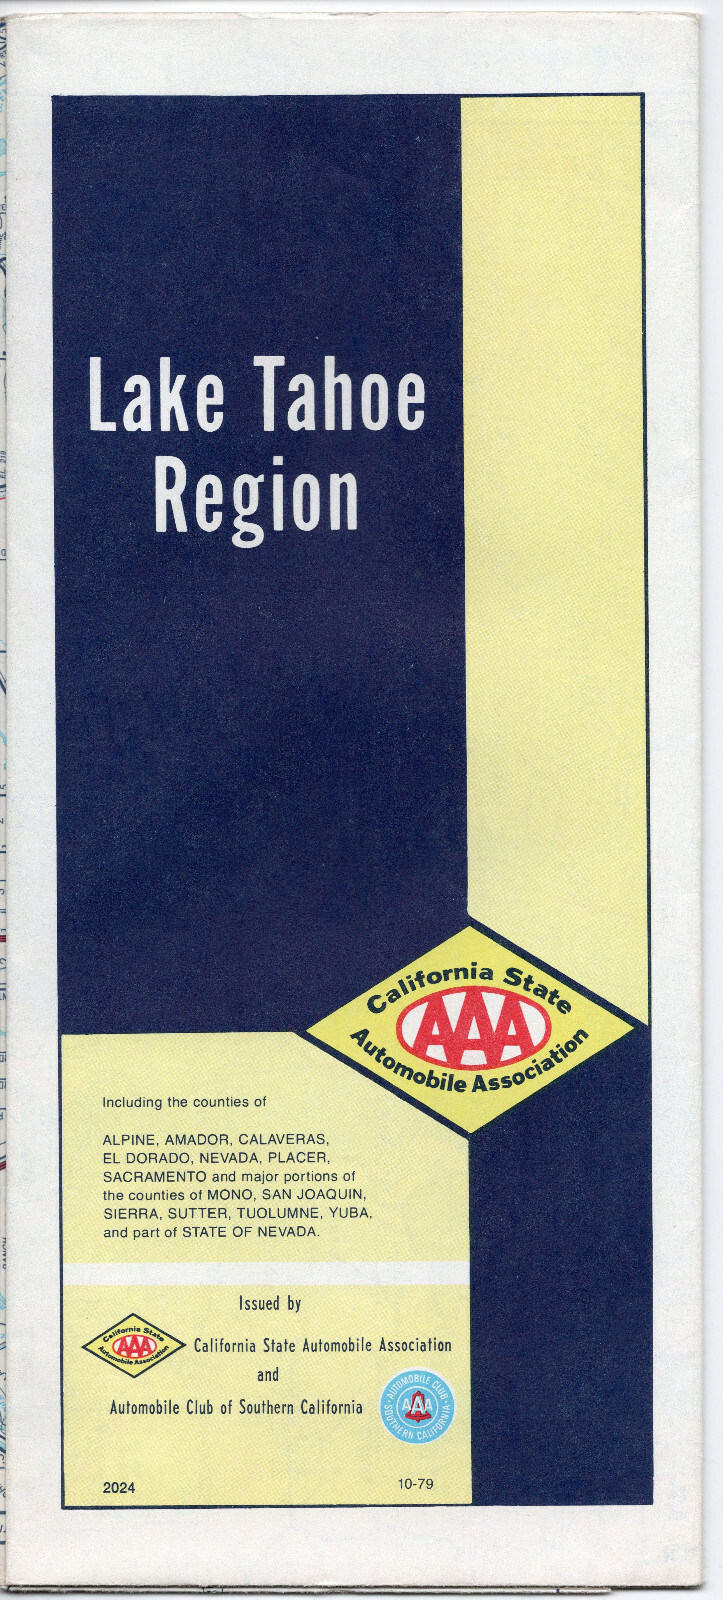 Lake Tahoe
Region
California State
AAA
Automobile Association
Including the counties of
ALPINE, AMADOR, CALAVERAS,
EL DORADO, NEVADA, PLACER,
SACRAMENTO and major portions of
the counties of MONO, SAN JOAQUIN,
SIERRA, SUTTER, TUOLUMNE, YUBA,
and part of STATE OF NEVADA.
Issued by
California State
AAA
Automobile Association
California State Automobile Association
and
Automobile Club of Southern California
AUTOMOBILE CLUB
AAA
SOUTHERN CALIFORNIA
2024
10-79